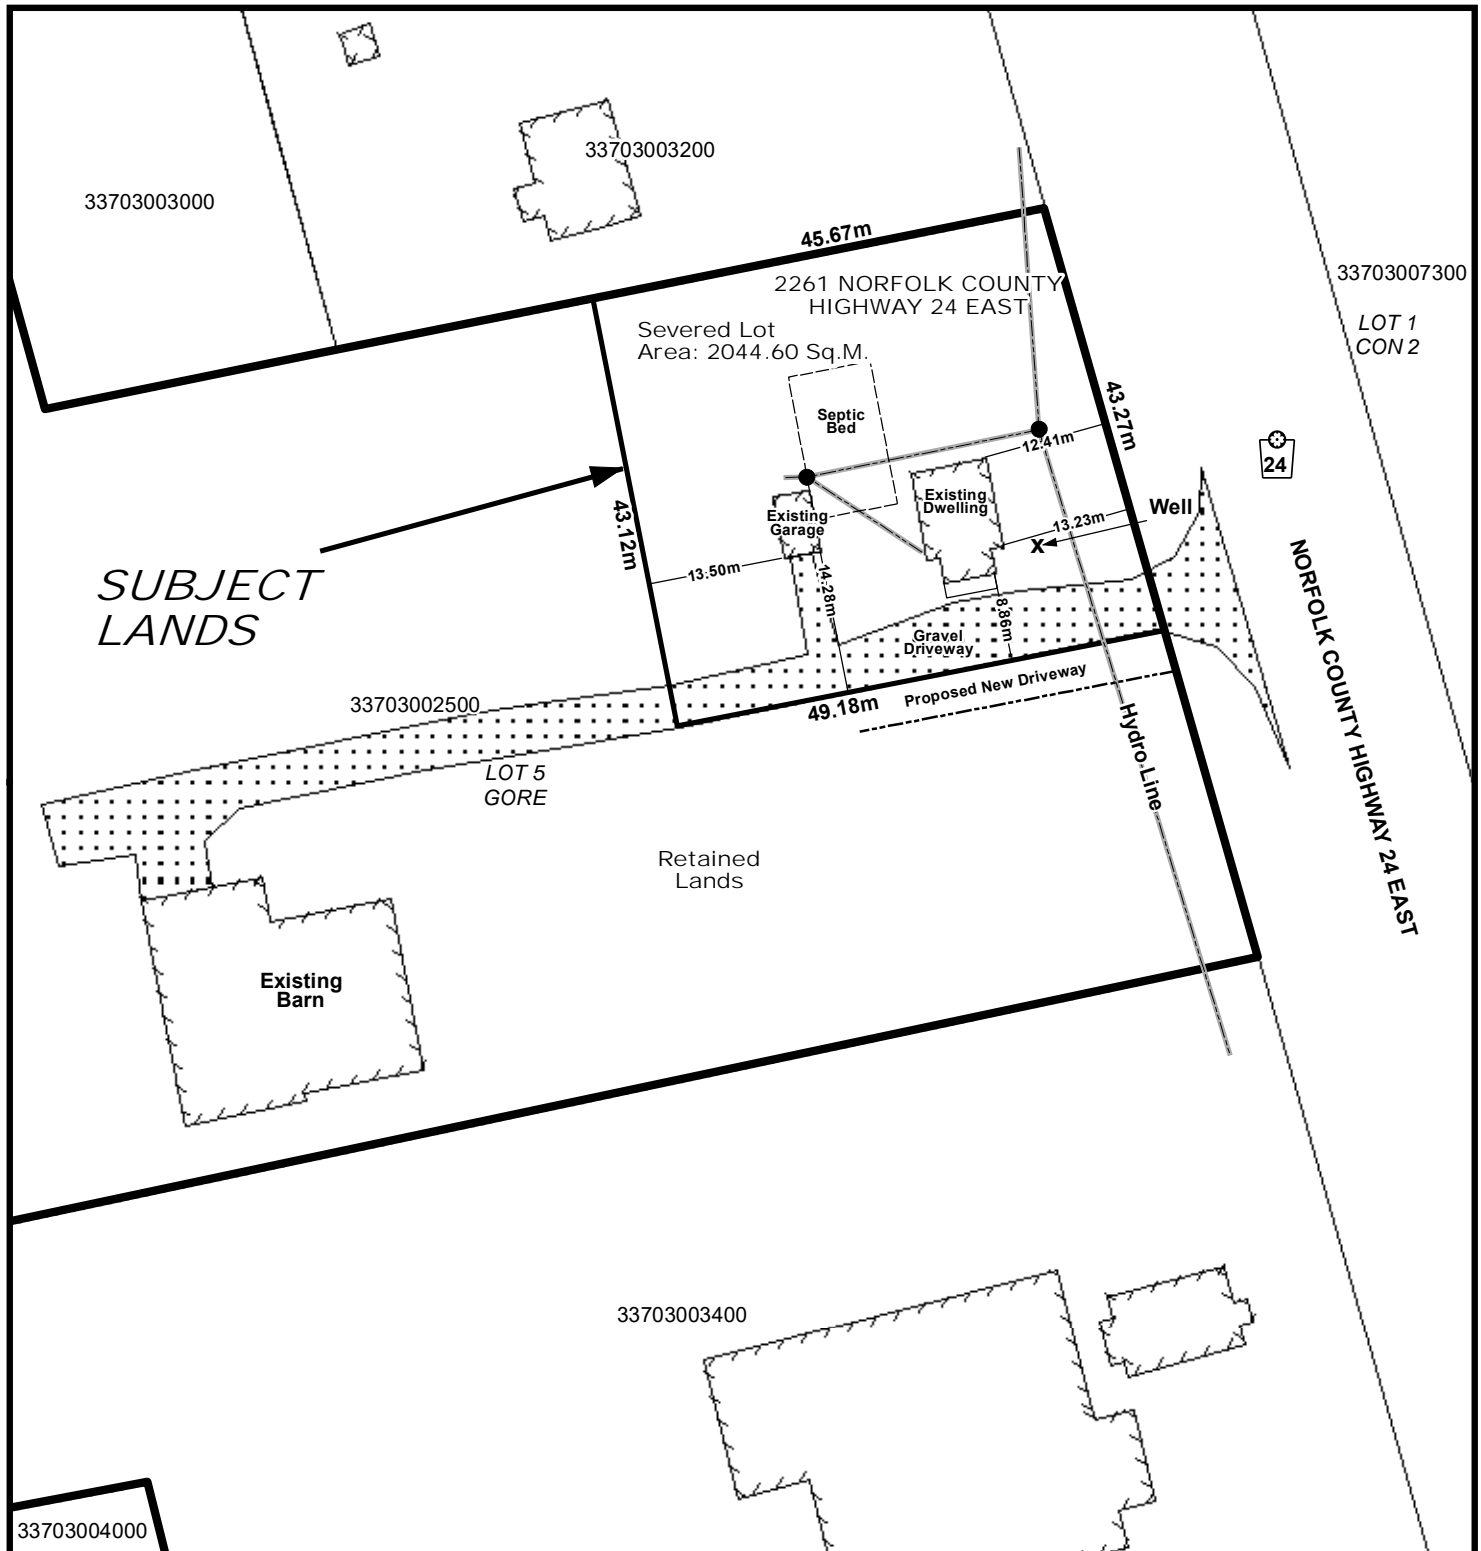 33703003200
33703003000
45.67m
2261 NORFOLK COUNTY
HIGHWAY 24 EAST
33703007300
LOT 1
CON 2
Severed Lot
Area: 2044.60 Sq.M.
43.27m
Septic
Bed
12.41m
24
Existing
Dwelling
Well
Existing
Garage
13.23m
X
43.12m
13.50m
14.28m
8.86m
SUBJECT
LANDS
NORFOLK COUNTY HIGHWAY 24 EAST
Gravel
Driveway
Proposed New Driveway
49.18m
33703002500
Hydro Line
LOT 5
GORE
Retained
Lands
Existing
Barn
33703003400
33703004000